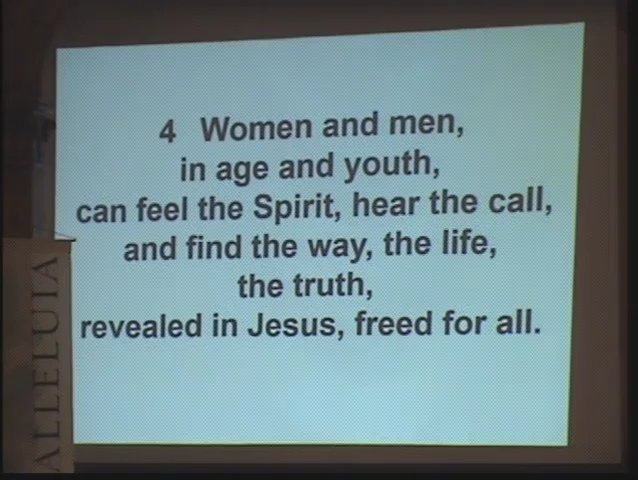 4 Women and men,
in age and youth,
can feel the Spirit, hear the call,
and find the way, the life,
the truth,
revealed in Jesus, freed for all.
ALLELUIA